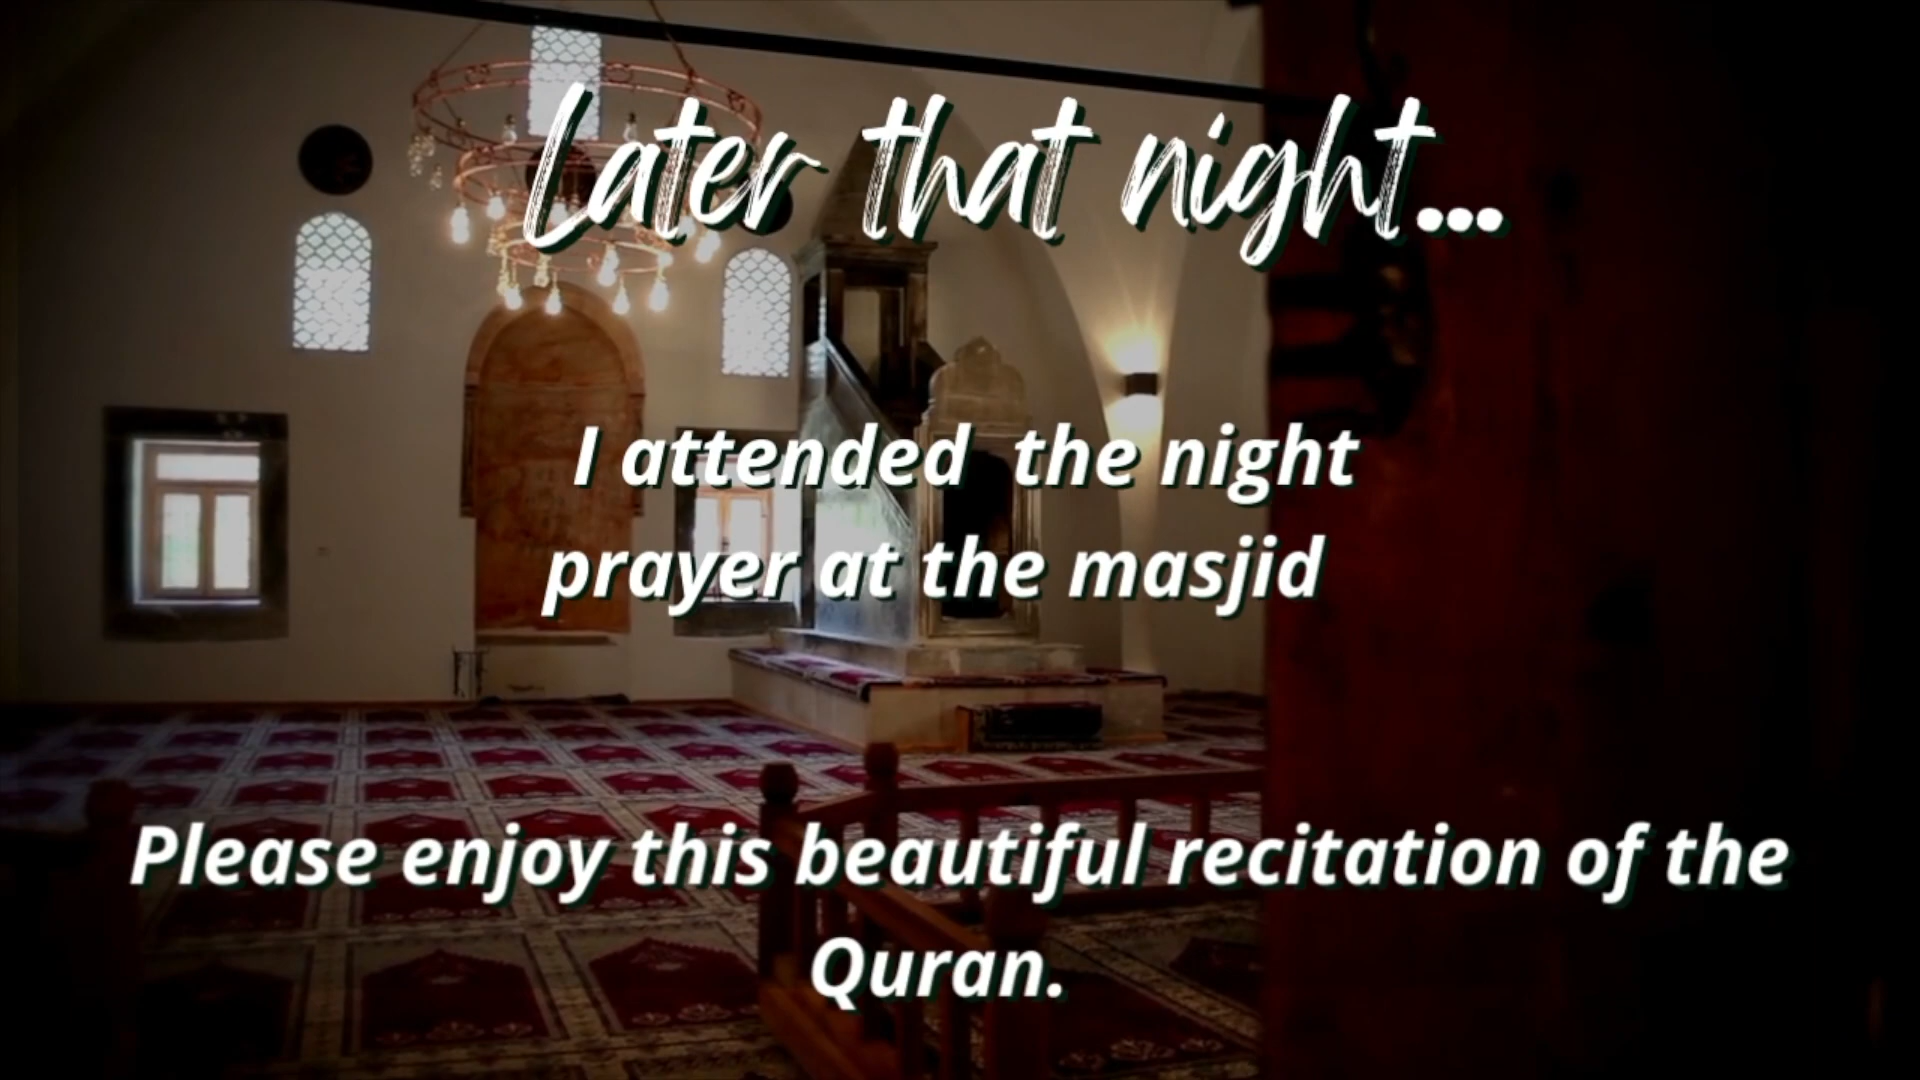 Later that night...
I attended  the night
prayer at the masjid
Please enjoy this beautiful recitation of the
Quran.